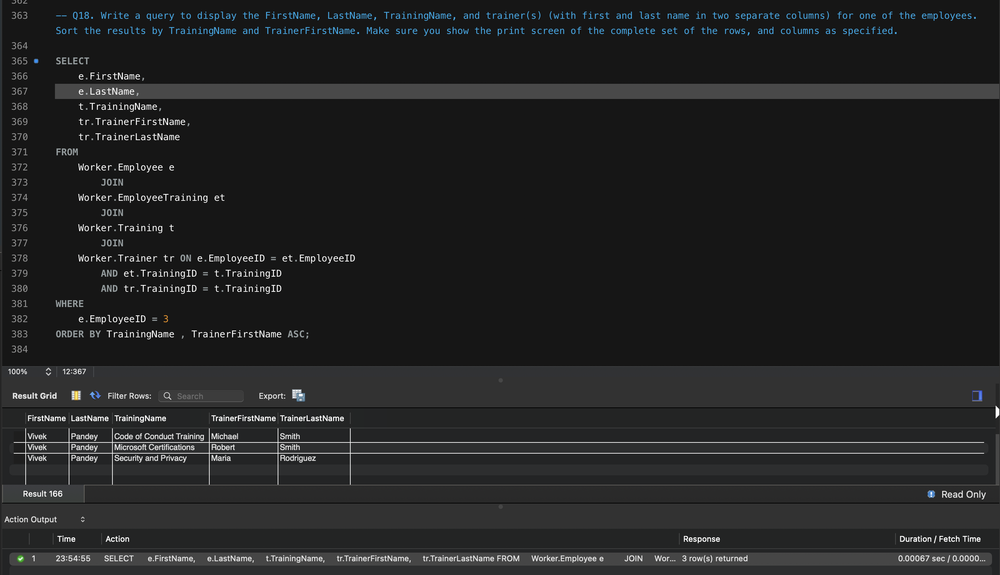 362
363 -- Q18. Write a query to display the FirstName, LastName, TrainingName, and trainer(s) (with first and last name in two separate columns) for one of the employees.
Sort the results by TrainingName and TrainerFirstName. Make sure you show the print screen of the complete set of the rows, and columns as specified.
364
365 SELECT
366 e.FirstName,
367 e.LastName,
368 t.TrainingName,
369 tr.TrainerFirstName,
370 tr.TrainerLastName
371 FROM
372 Worker.Employee e
373 JOIN
374 Worker.EmployeeTraining et
375 JOIN
376 Worker.Training t
377 JOIN
378 Worker.Trainer tr ON e.EmployeeID = et.EmployeeID
379 AND et.TrainingID = t.TrainingID
380 AND tr.TrainingID = t.TrainingID
381 WHERE
382 e.EmployeeID = 3
383 ORDER BY TrainingName , TrainerFirstName ASC;
384
100% 12:367
Result Grid Filter Rows: Search Export:
FirstName LastName TrainingName TrainerFirstName TrainerLastName
Vivek Pandey Code of Conduct Training Michael Smith
Vivek Pandey Microsoft Certifications Robert Smith
Vivek Pandey Security and Privacy Maria Rodriguez
Result 166 Read Only
Action Output
Time Action Response Duration / Fetch Time
1 23:54:55 SELECT e.FirstName, e.LastName, t.TrainingName, tr.TrainerFirstName, tr.TrainerLastName FROM Worker.Employee e JOIN Wor... 3 row(s) returned 0.00067 sec / 0.0000...